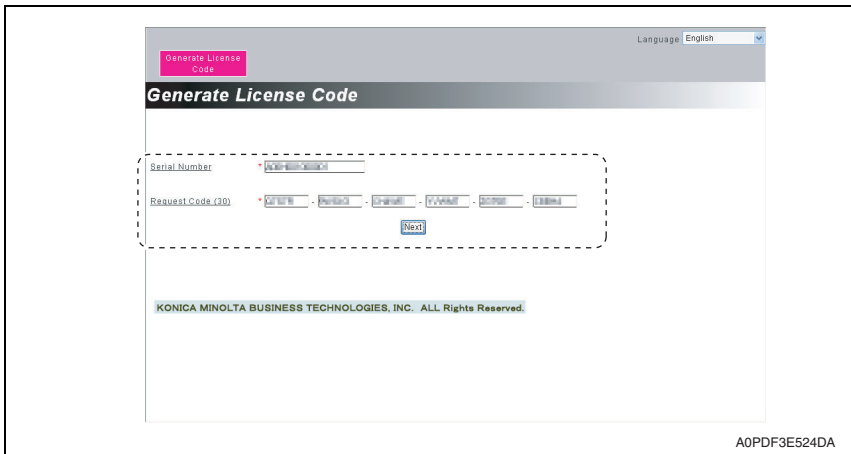 Language English
Generate License
Code
Generate License Code
Serial Number *
Request Code (30) * - - - - -
Next
KONICA MINOLTA BUSINESS TECHNOLOGIES, INC. ALL Rights Reserved.
A0PDF3E524DA